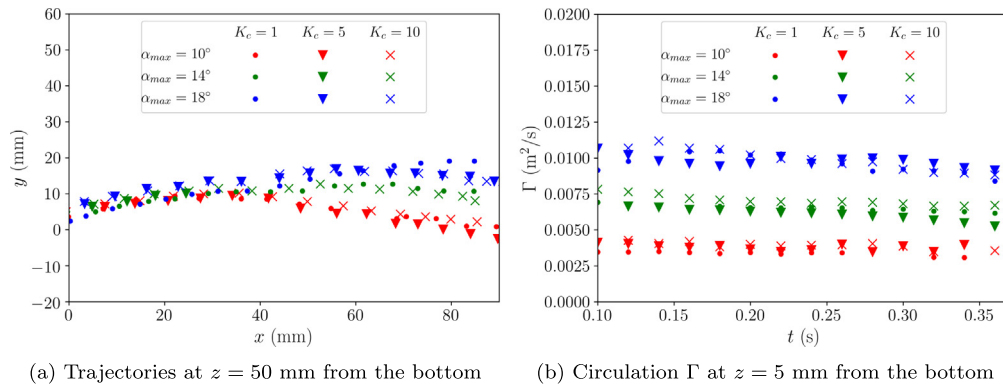 K_c = 1 K_c = 5 K_c = 10
α_max = 10°
α_max = 14°
α_max = 18°
60
50
40
30
20
10
0
−10
−20
y (mm)
0 20 40 60 80
x (mm)
(a) Trajectories at z = 50 mm from the bottom
K_c = 1 K_c = 5 K_c = 10
α_max = 10°
α_max = 14°
α_max = 18°
0.0200
0.0175
0.0150
0.0125
0.0100
0.0075
0.0050
0.0025
0.0000
Γ (m²/s)
0.10 0.15 0.20 0.25 0.30 0.35
t (s)
(b) Circulation Γ at z = 5 mm from the bottom